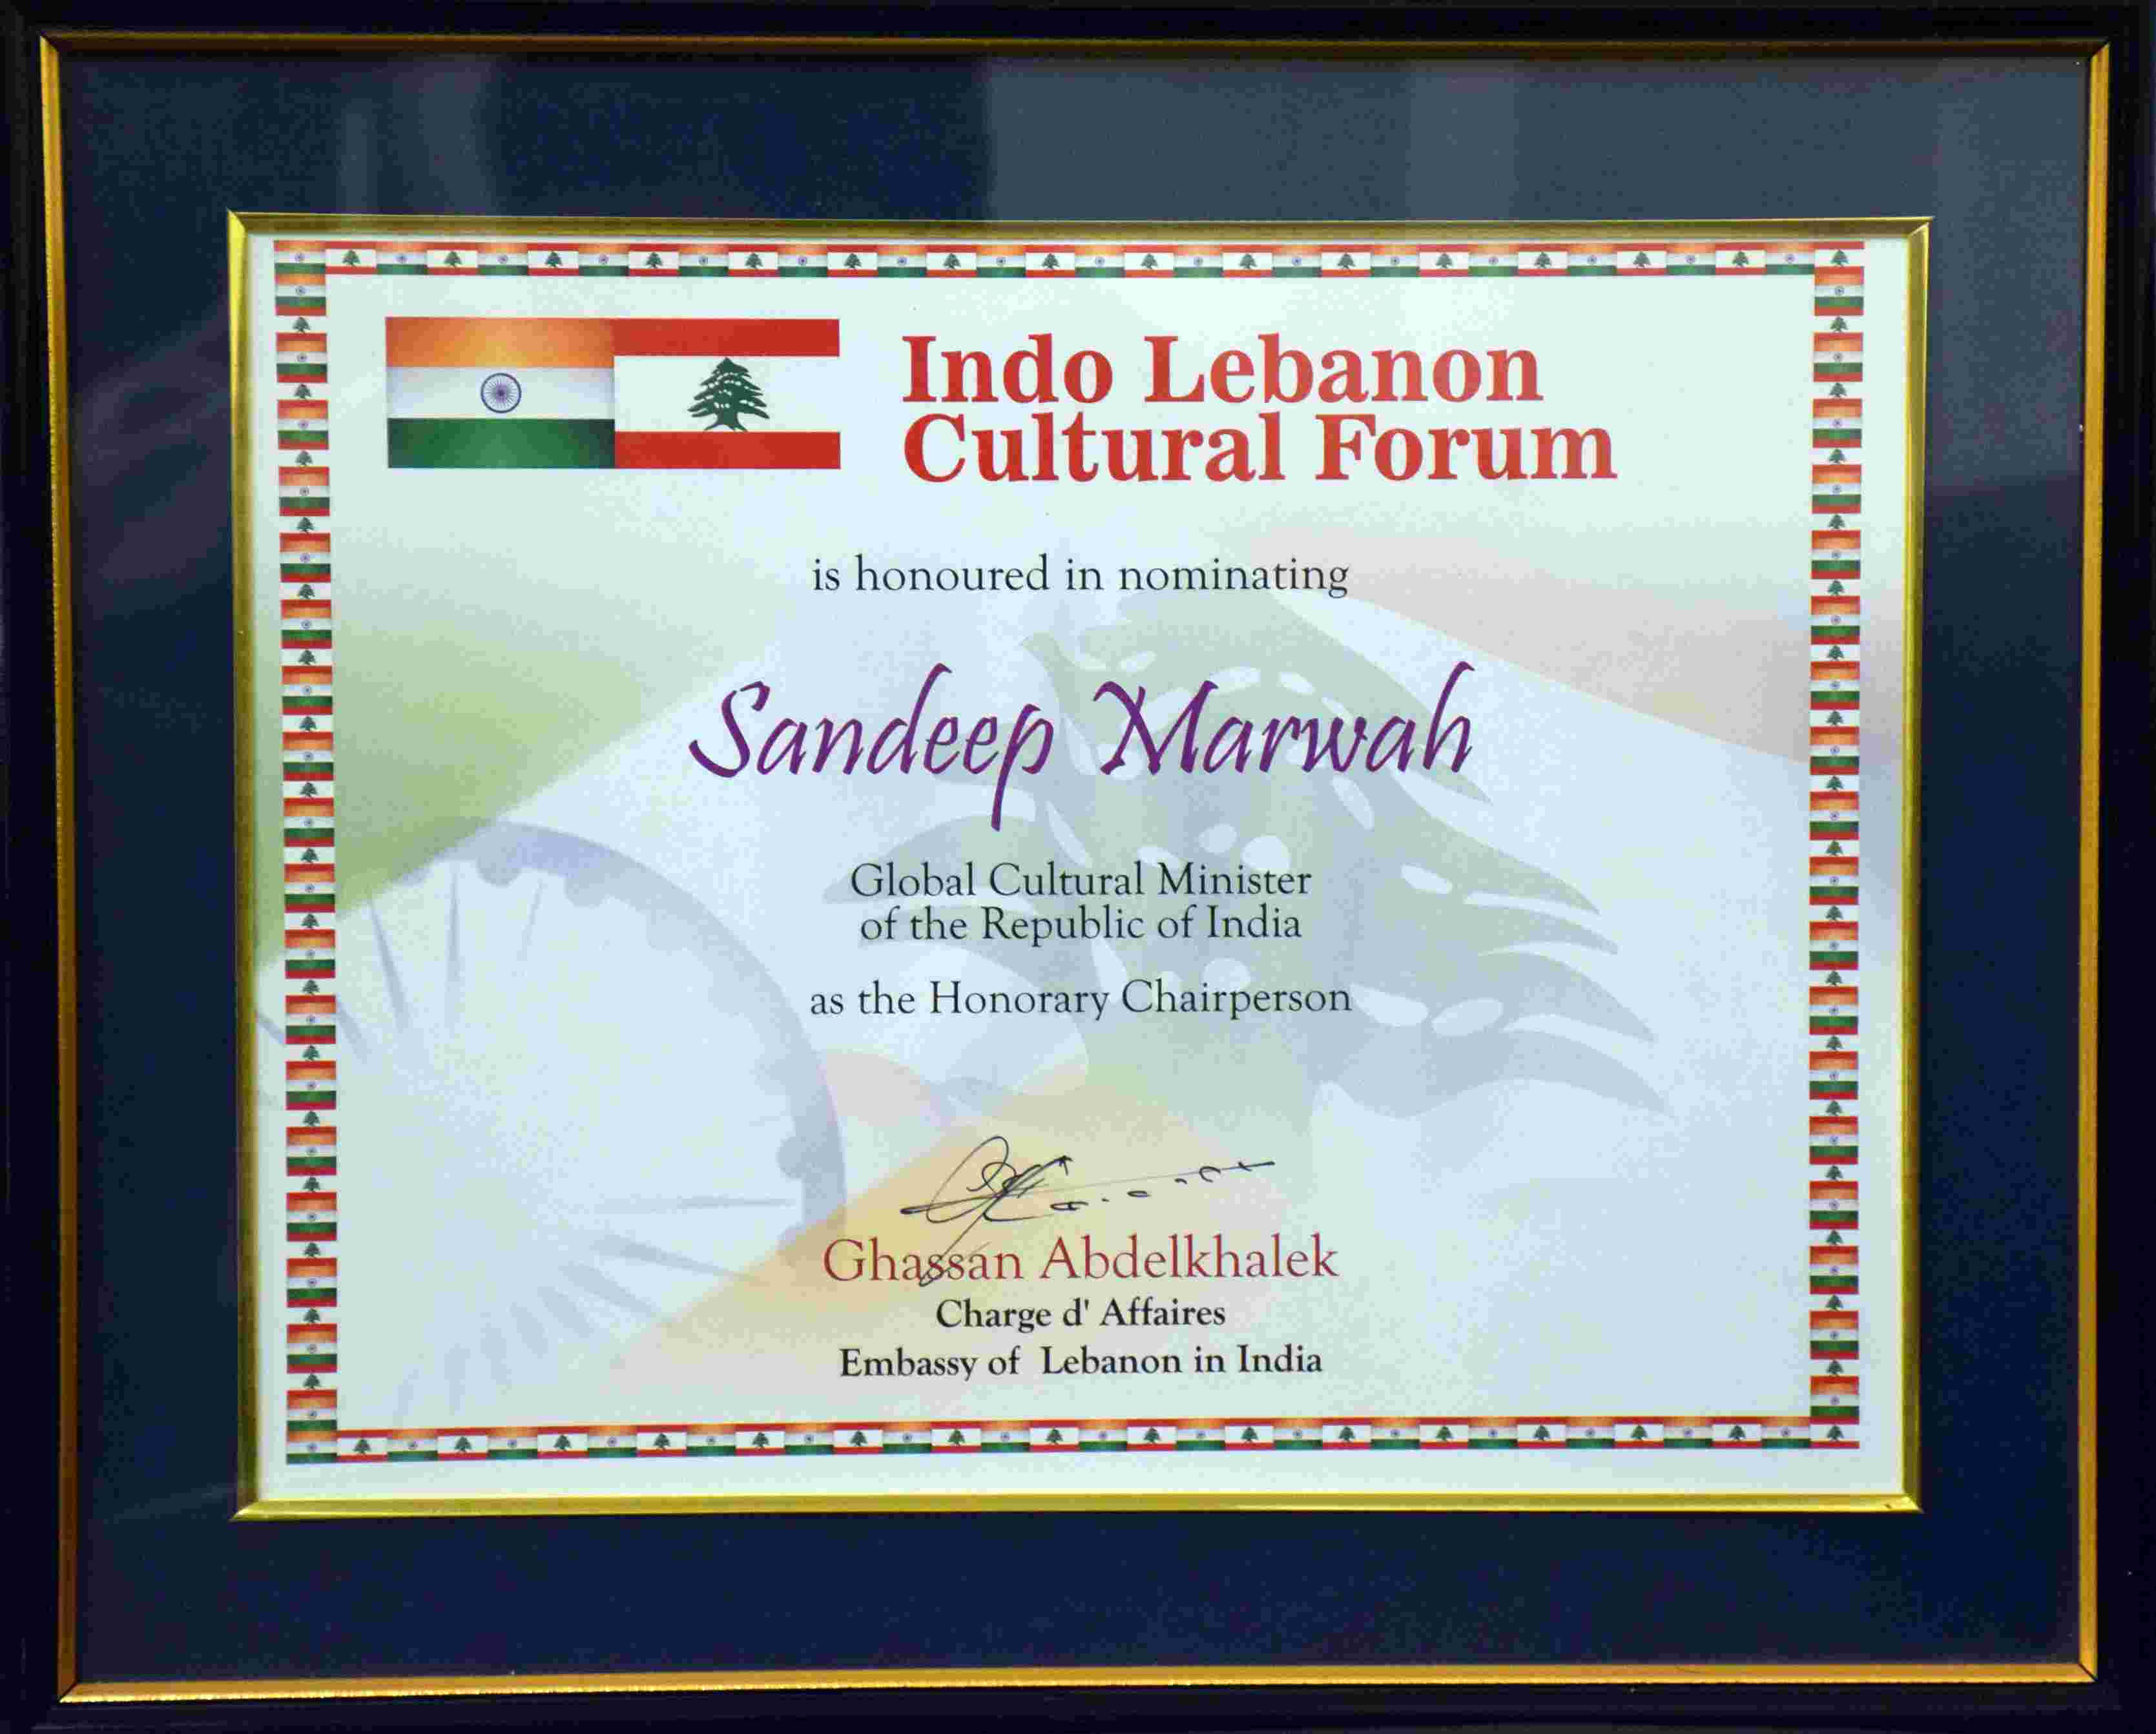 Indo Lebanon
Cultural Forum
is honoured in nominating
Sandeep Marwah
Global Cultural Minister
of the Republic of India
as the Honorary Chairperson
Ghassan Abdelkhalek
Charge d' Affaires
Embassy of Lebanon in India